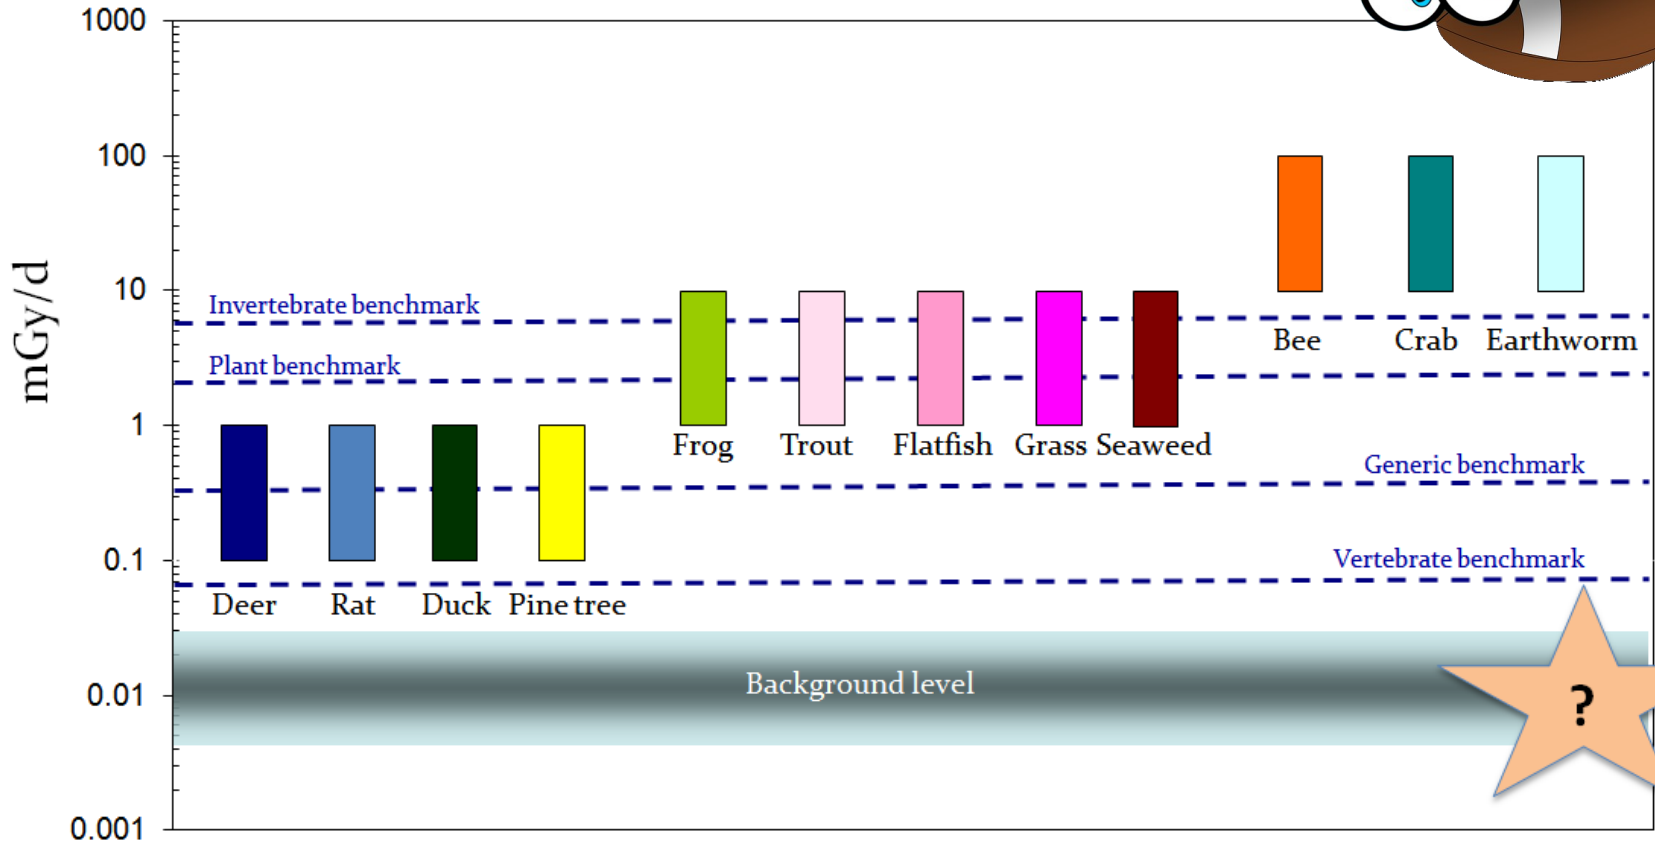 1000
100
10
1
0.1
0.01
0.001
mGy/d
Invertebrate benchmark
Plant benchmark
Generic benchmark
Vertebrate benchmark
Bee Crab Earthworm
Frog Trout Flatfish Grass Seaweed
Deer Rat Duck Pine tree
Background level
?